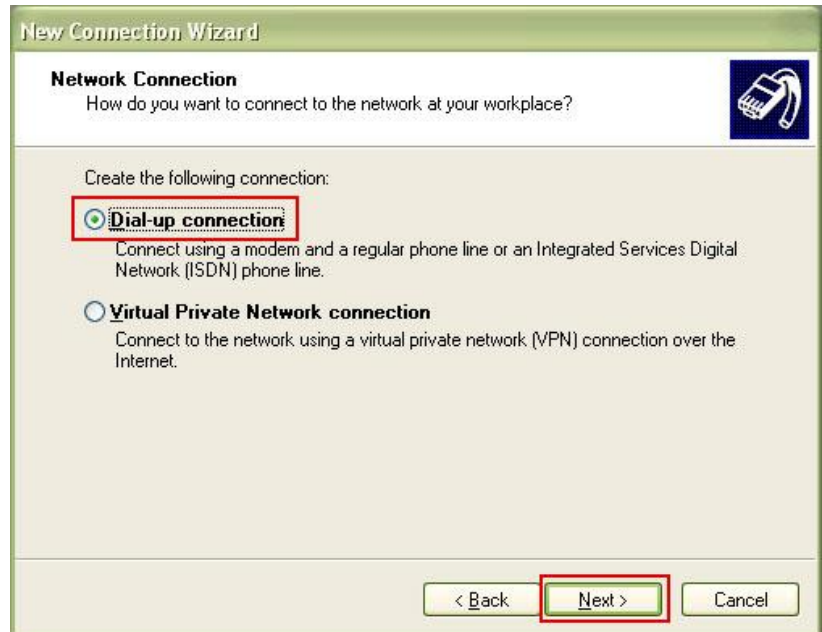 New Connection Wizard
Network Connection
How do you want to connect to the network at your workplace?
Create the following connection:
Dial-up connection
Connect using a modem and a regular phone line or an Integrated Services Digital
Network (ISDN) phone line.
Virtual Private Network connection
Connect to the network using a virtual private network (VPN) connection over the
Internet.
< Back Next > Cancel